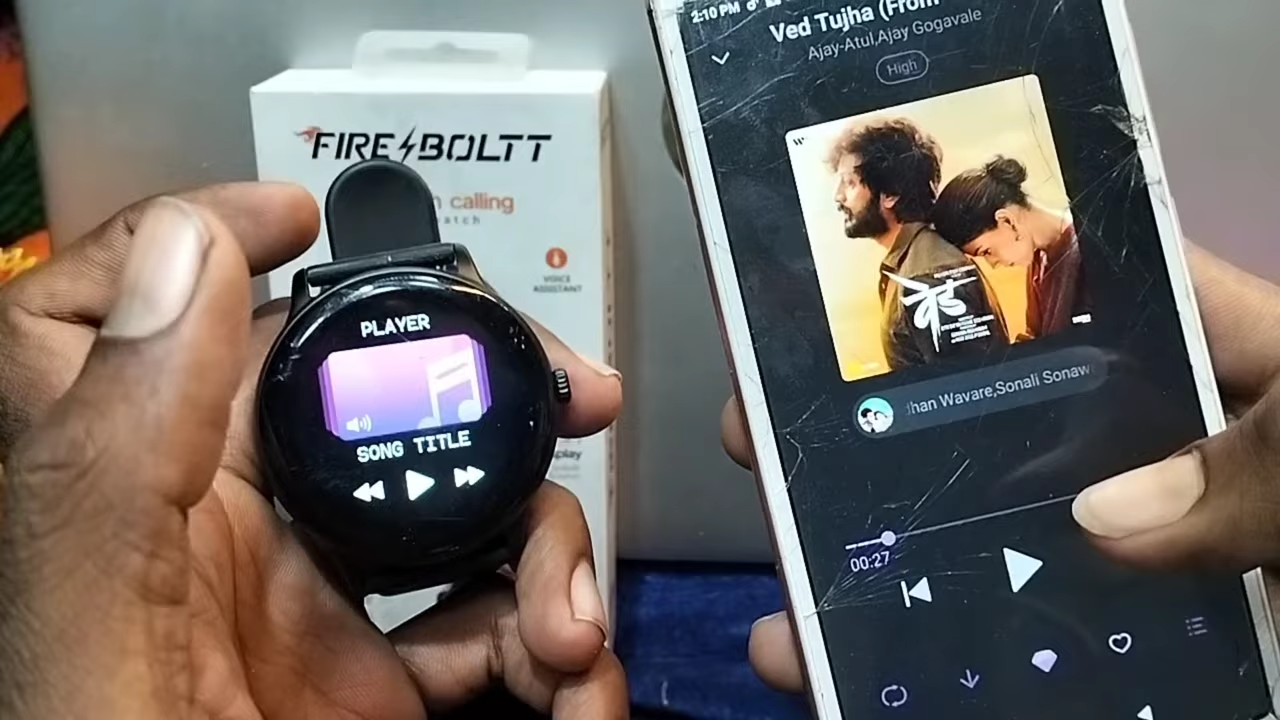 FIRE BOLTT
calling
VOICE
ASSISTANT
PLAYER
SONG TITLE
2:10 PM
Ved Tujha (From
Ajay-Atul,Ajay Gogavale
High
वेड
han Wavare,Sonali Sonaw
00:27